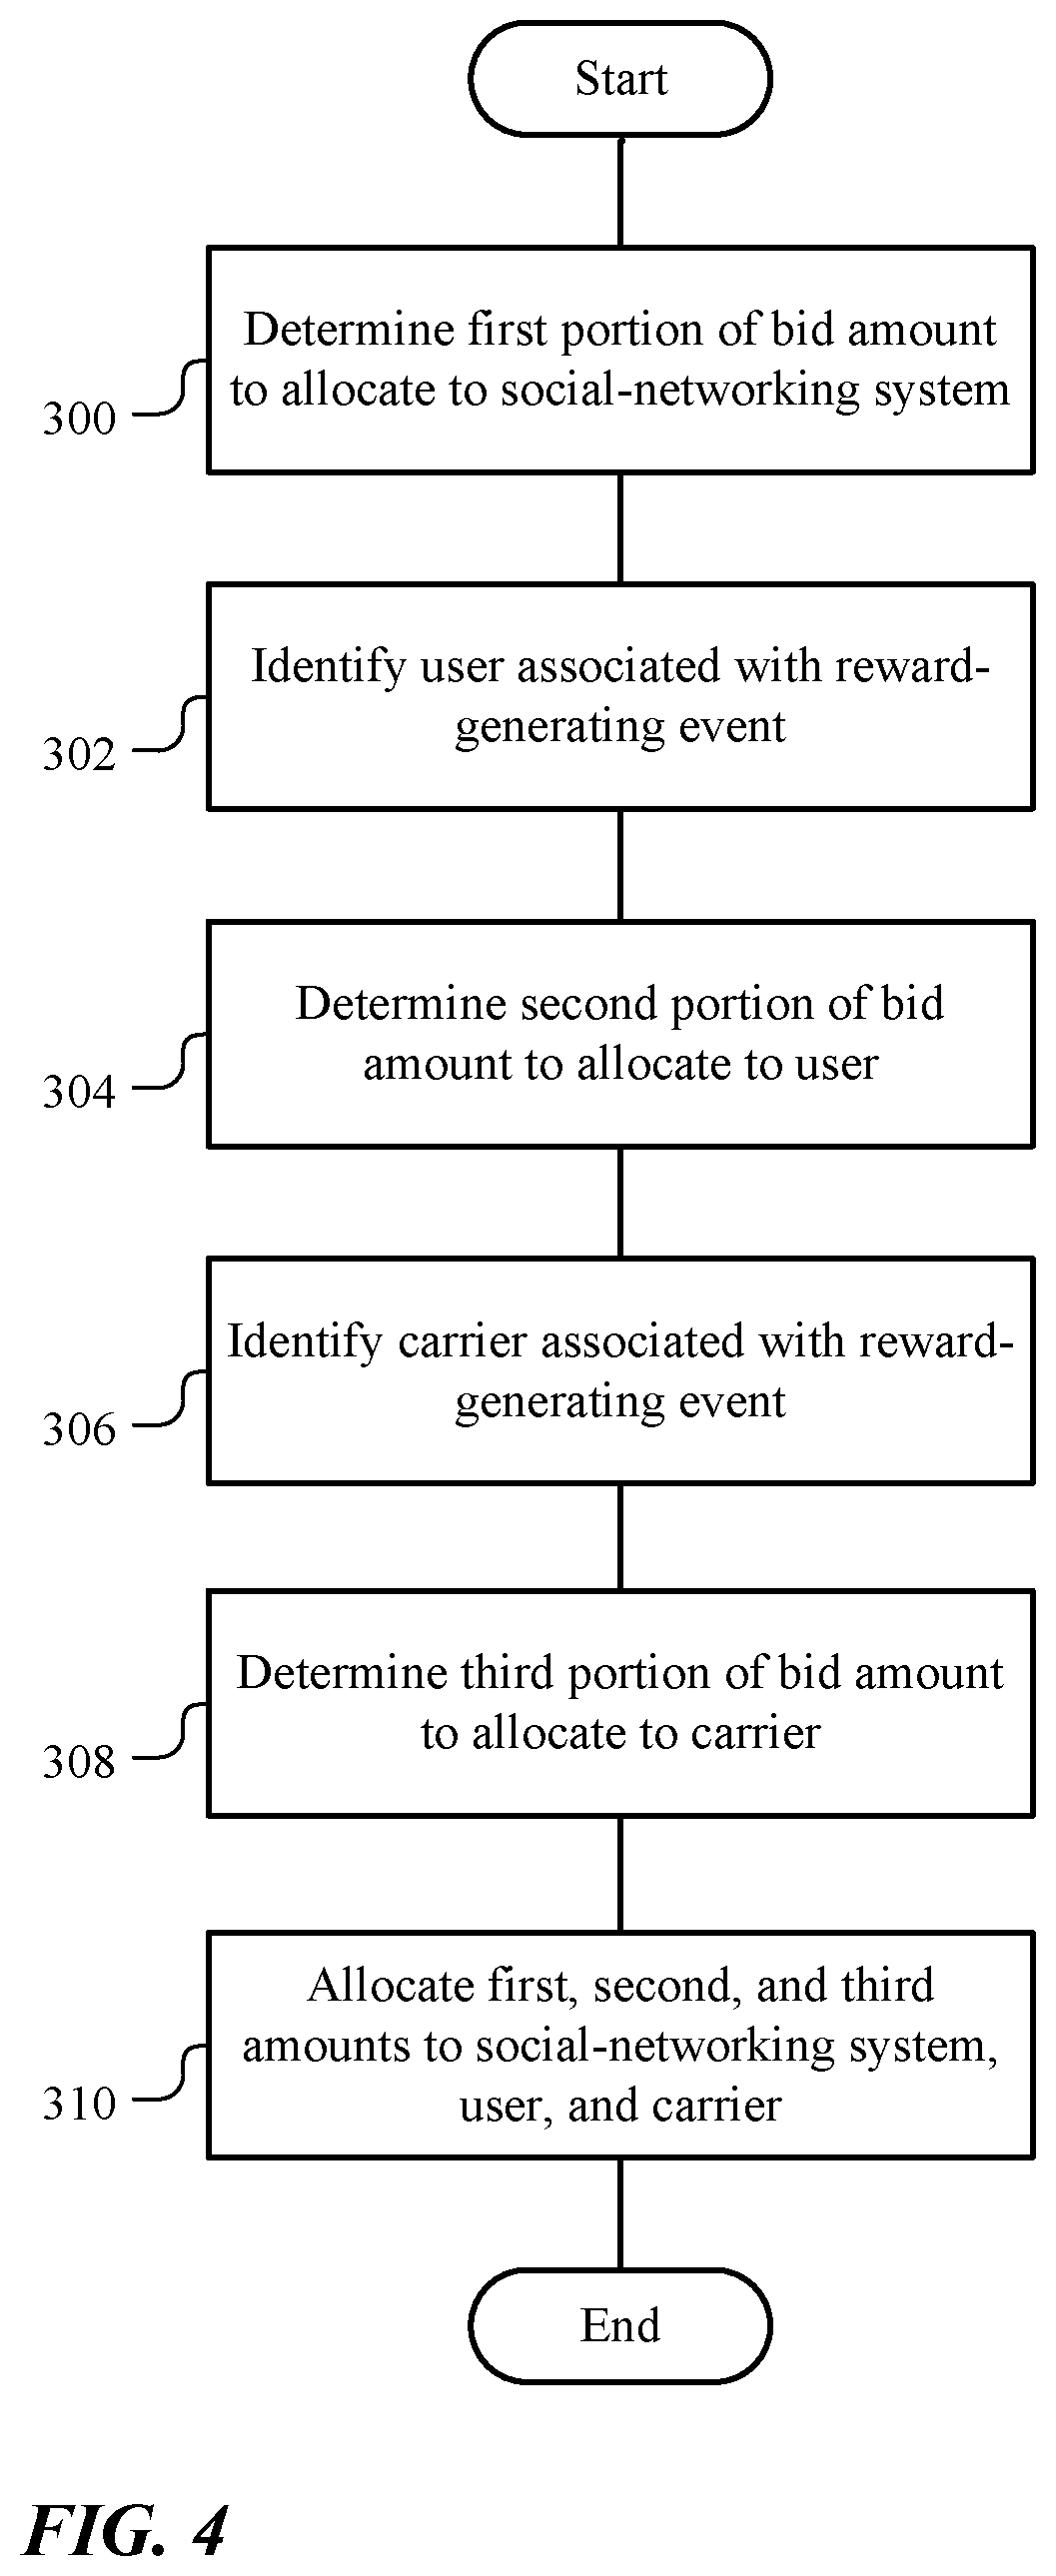 Start
Determine first portion of bid amount
to allocate to social-networking system
300
Identify user associated with reward-
generating event
302
Determine second portion of bid
amount to allocate to user
304
Identify carrier associated with reward-
generating event
306
Determine third portion of bid amount
to allocate to carrier
308
Allocate first, second, and third
amounts to social-networking system,
user, and carrier
310
End
FIG. 4